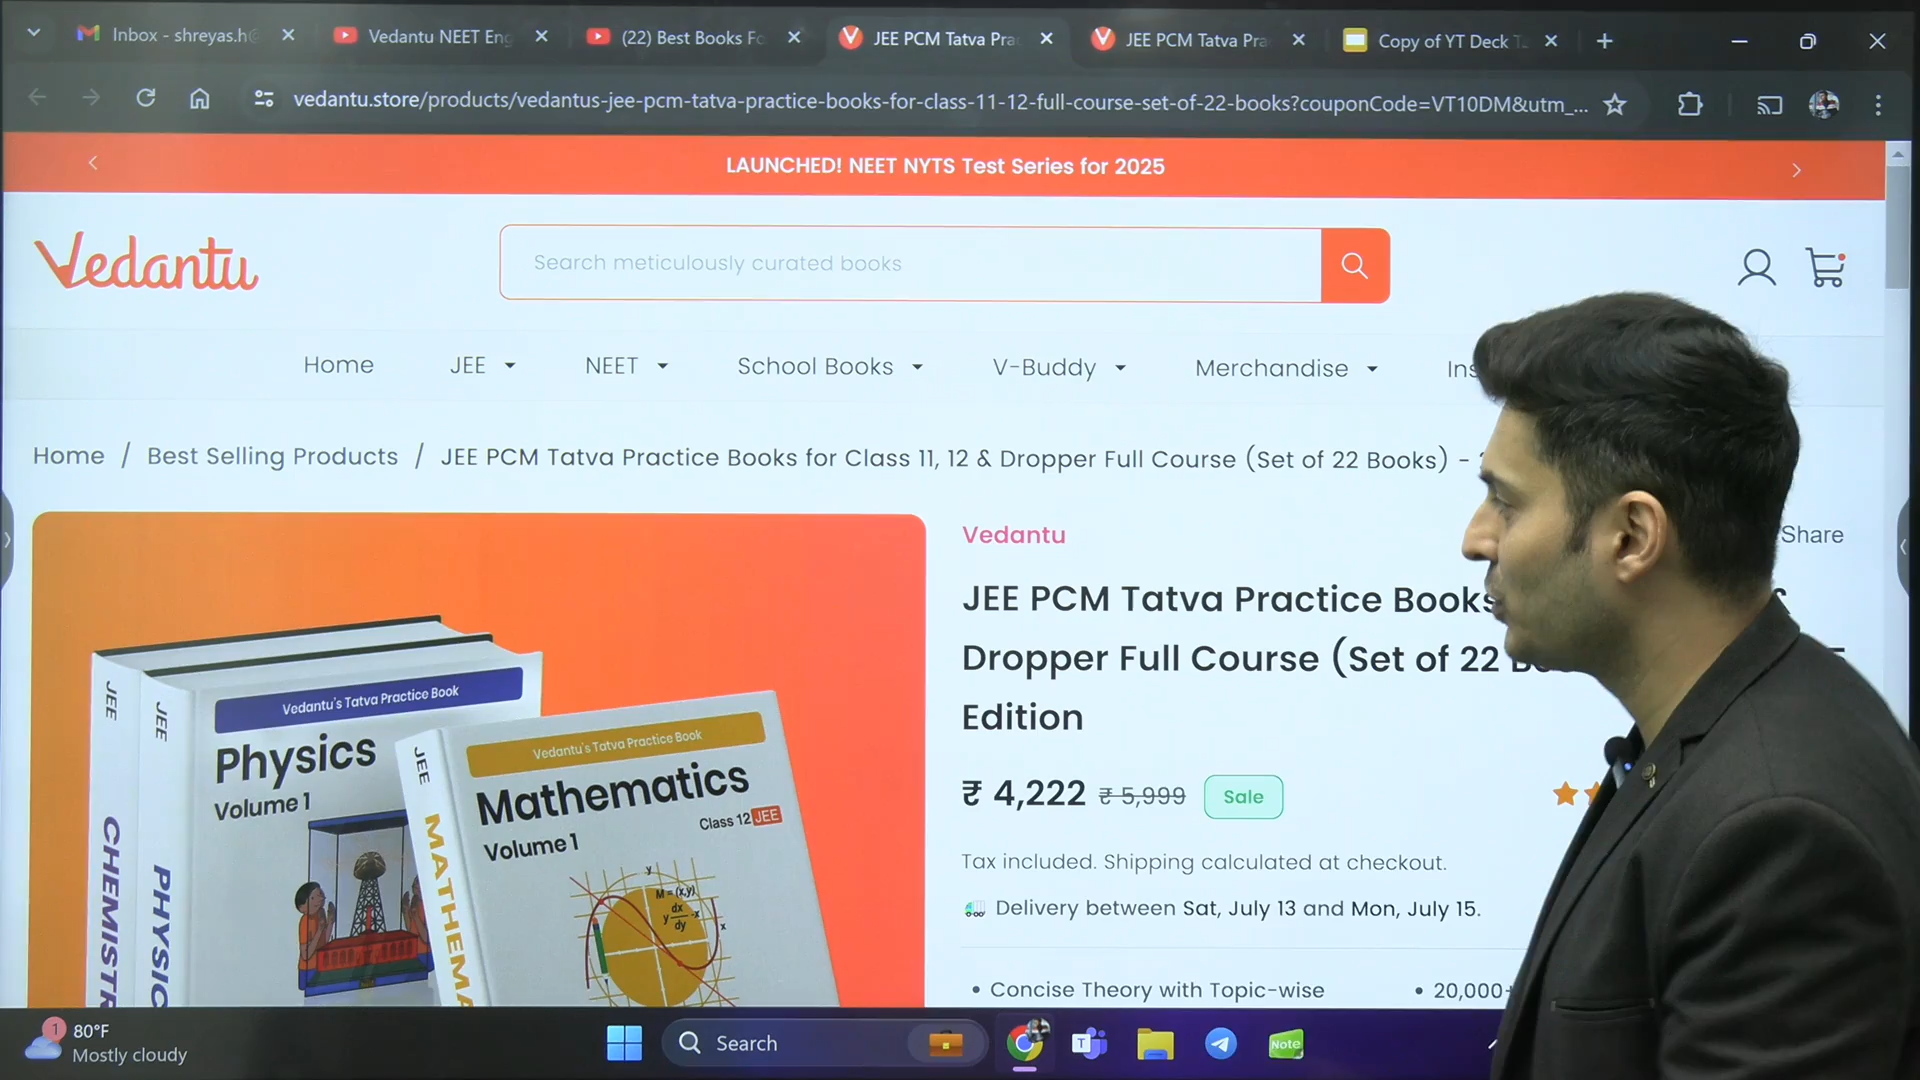 Inbox - shreyas.h@
Vedantu NEET Eng
(22) Best Books Fo
JEE PCM Tatva Pra
JEE PCM Tatva Pra
Copy of YT Deck T
vedantu.store/products/vedantus-jee-pcm-tatva-practice-books-for-class-11-12-full-course-set-of-22-books?couponCode=VT10DM&utm_...
LAUNCHED! NEET NYTS Test Series for 2025
Vedantu
Search meticulously curated books
Home
JEE
NEET
School Books
V-Buddy
Merchandise
Ins
Home / Best Selling Products / JEE PCM Tatva Practice Books for Class 11, 12 & Dropper Full Course (Set of 22 Books) -
Vedantu
Share
JEE PCM Tatva Practice Books
Dropper Full Course (Set of 22
Edition
₹ 4,222 ₹ 5,999 Sale
Tax included. Shipping calculated at checkout.
Delivery between Sat, July 13 and Mon, July 15.
• Concise Theory with Topic-wise
• 20,000+
JEE
CHEMISTR
JEE
PHYSIC
Vedantu's Tatva Practice Book
Physics
Volume 1
JEE
MATHEMA
Vedantu's Tatva Practice Book
Mathematics
Class 12 JEE
Volume 1
y
M = (x,y)
y dx/dy -x
x
1
80°F
Mostly cloudy
Search
T
Note